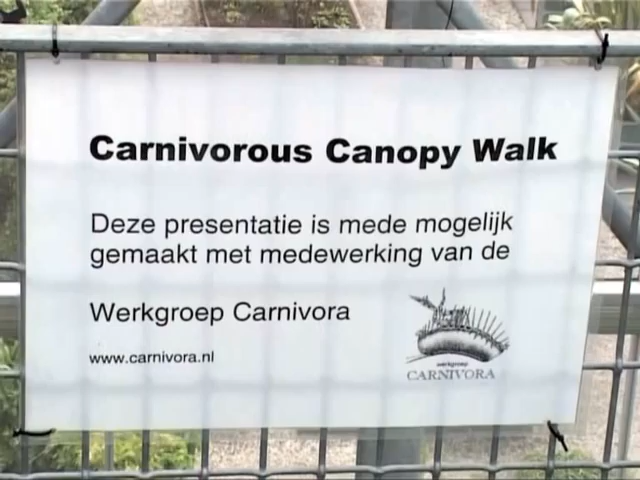 Carnivorous Canopy Walk
Deze presentatie is mede mogelijk
gemaakt met medewerking van de
Werkgroep Carnivora
www.carnivora.nl
werkgroep
CARNIVORA